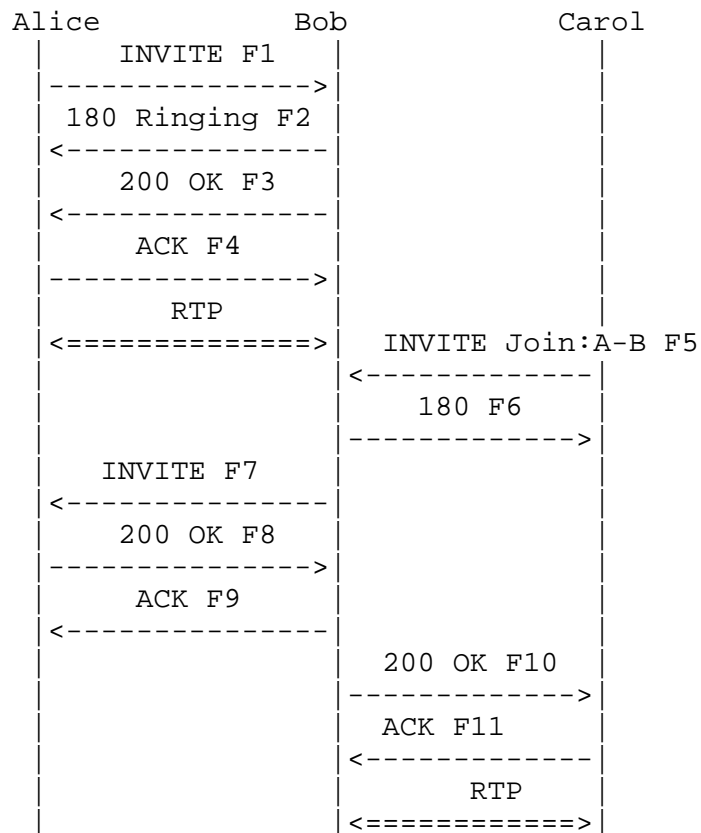 Alice Bob Carol
INVITE F1
180 Ringing F2
200 OK F3
ACK F4
RTP
INVITE Join:A-B F5
180 F6
INVITE F7
200 OK F8
ACK F9
200 OK F10
ACK F11
RTP